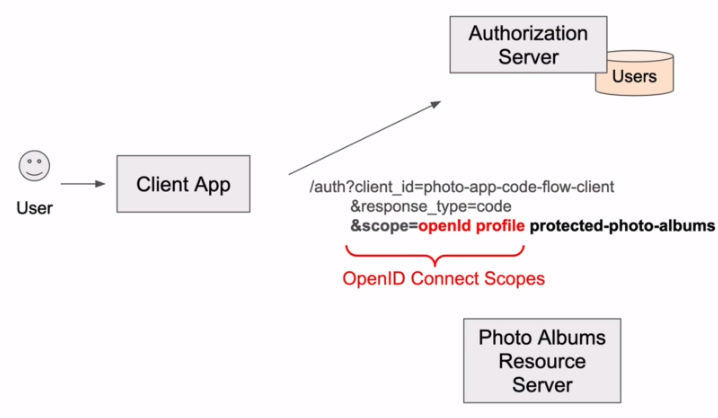 Authorization
Server
Users
Client App
User
/auth?client_id=photo-app-code-flow-client
&response_type=code
&scope=openId profile protected-photo-albums
OpenID Connect Scopes
Photo Albums
Resource
Server